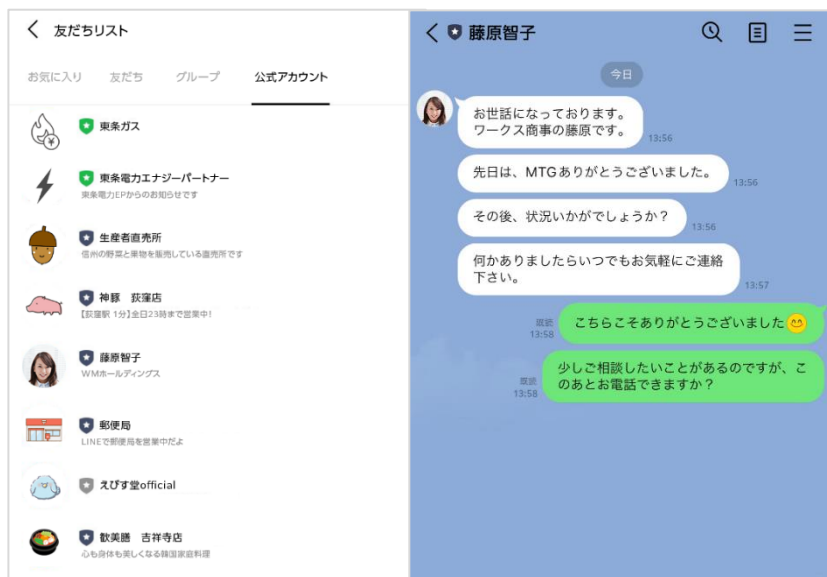 友だちリスト
お気に入り
友だち
グループ
公式アカウント
東条ガス
東条電力エナジーパートナー
東条電力EPからのお知らせです
生産者直売所
信州の野菜と果物を販売している直売所です
神豚 荻窪店
【荻窪駅 1分】全日23時まで営業中!
藤原智子
WMホールディングス
郵便局
LINEで郵便局を営業中だよ
えびす堂official
歓美膳 吉祥寺店
心も身体も美しくなる韓国家庭料理
藤原智子
今日
お世話になっております。
ワークス商事の藤原です。
13:56
先日は、MTGありがとうございました。
13:56
その後、状況いかがでしょうか?
13:56
何かありましたらいつでもお気軽にご連絡
下さい。
13:57
こちらこそありがとうございました😊
既読
13:58
少しご相談したいことがあるのですが、こ
のあとお電話できますか?
既読
13:58